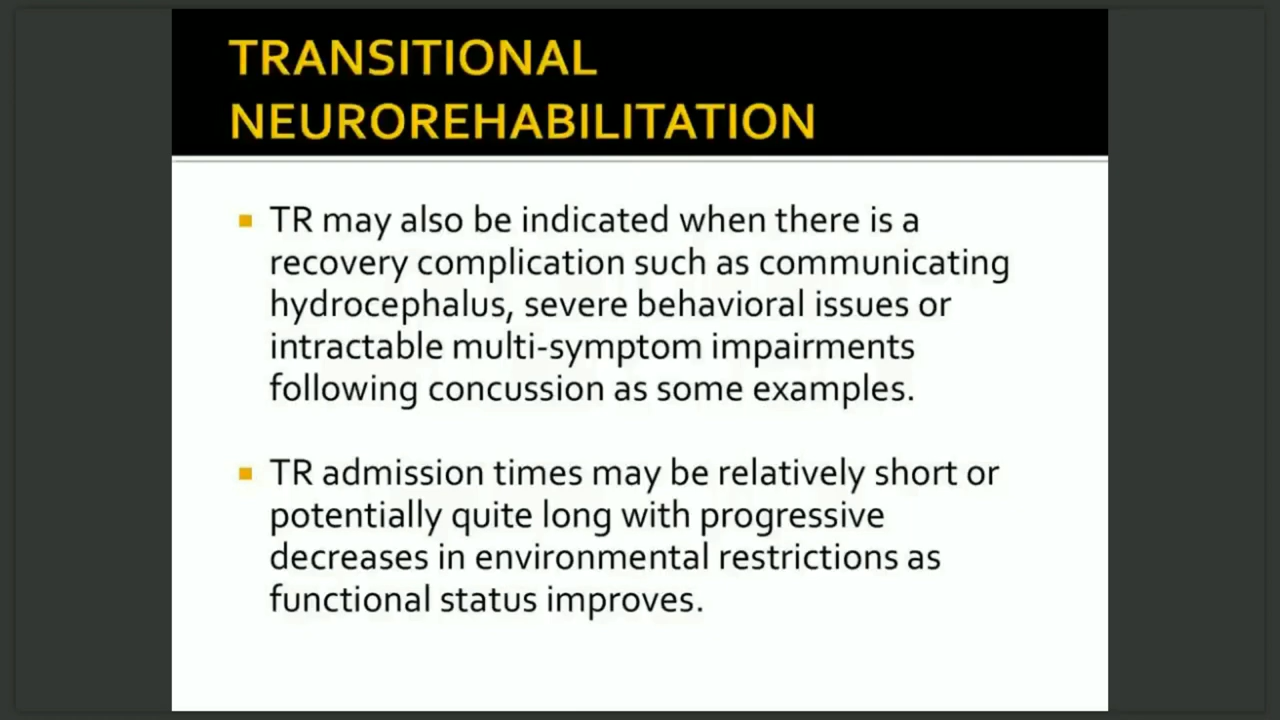 TRANSITIONAL
NEUROREHABILITATION
TR may also be indicated when there is a
recovery complication such as communicating
hydrocephalus, severe behavioral issues or
intractable multi-symptom impairments
following concussion as some examples.
TR admission times may be relatively short or
potentially quite long with progressive
decreases in environmental restrictions as
functional status improves.